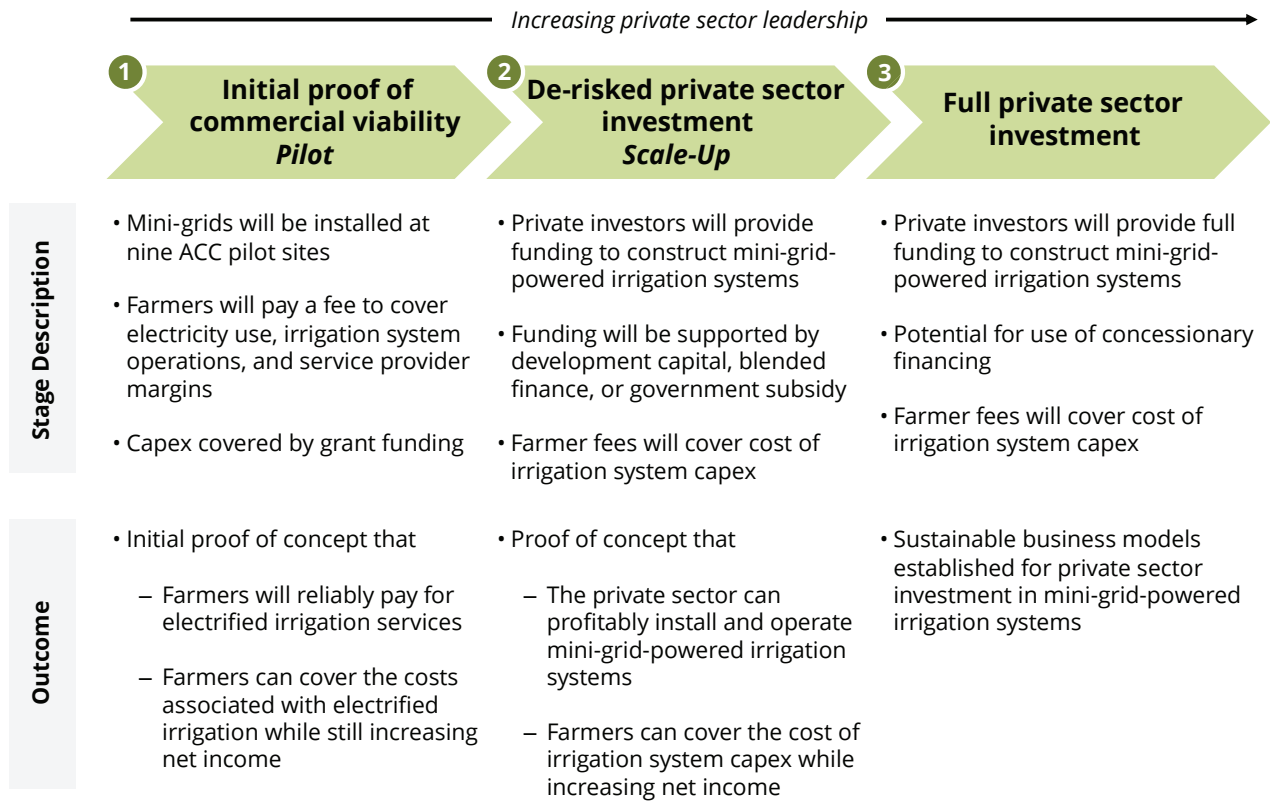 Increasing private sector leadership
1
Initial proof of
commercial viability
Pilot
2
De-risked private sector
investment
Scale-Up
3
Full private sector
investment
Stage Description
• Mini-grids will be installed at
nine ACC pilot sites
• Farmers will pay a fee to cover
electricity use, irrigation system
operations, and service provider
margins
• Capex covered by grant funding
• Private investors will provide
funding to construct mini-grid-
powered irrigation systems
• Funding will be supported by
development capital, blended
finance, or government subsidy
• Farmer fees will cover cost of
irrigation system capex
• Private investors will provide full
funding to construct mini-grid-
powered irrigation systems
• Potential for use of concessionary
financing
• Farmer fees will cover cost of
irrigation system capex
Outcome
• Initial proof of concept that
– Farmers will reliably pay for
electrified irrigation services
– Farmers can cover the costs
associated with electrified
irrigation while still increasing
net income
• Proof of concept that
– The private sector can
profitably install and operate
mini-grid-powered irrigation
systems
– Farmers can cover the cost of
irrigation system capex while
increasing net income
• Sustainable business models
established for private sector
investment in mini-grid-powered
irrigation systems